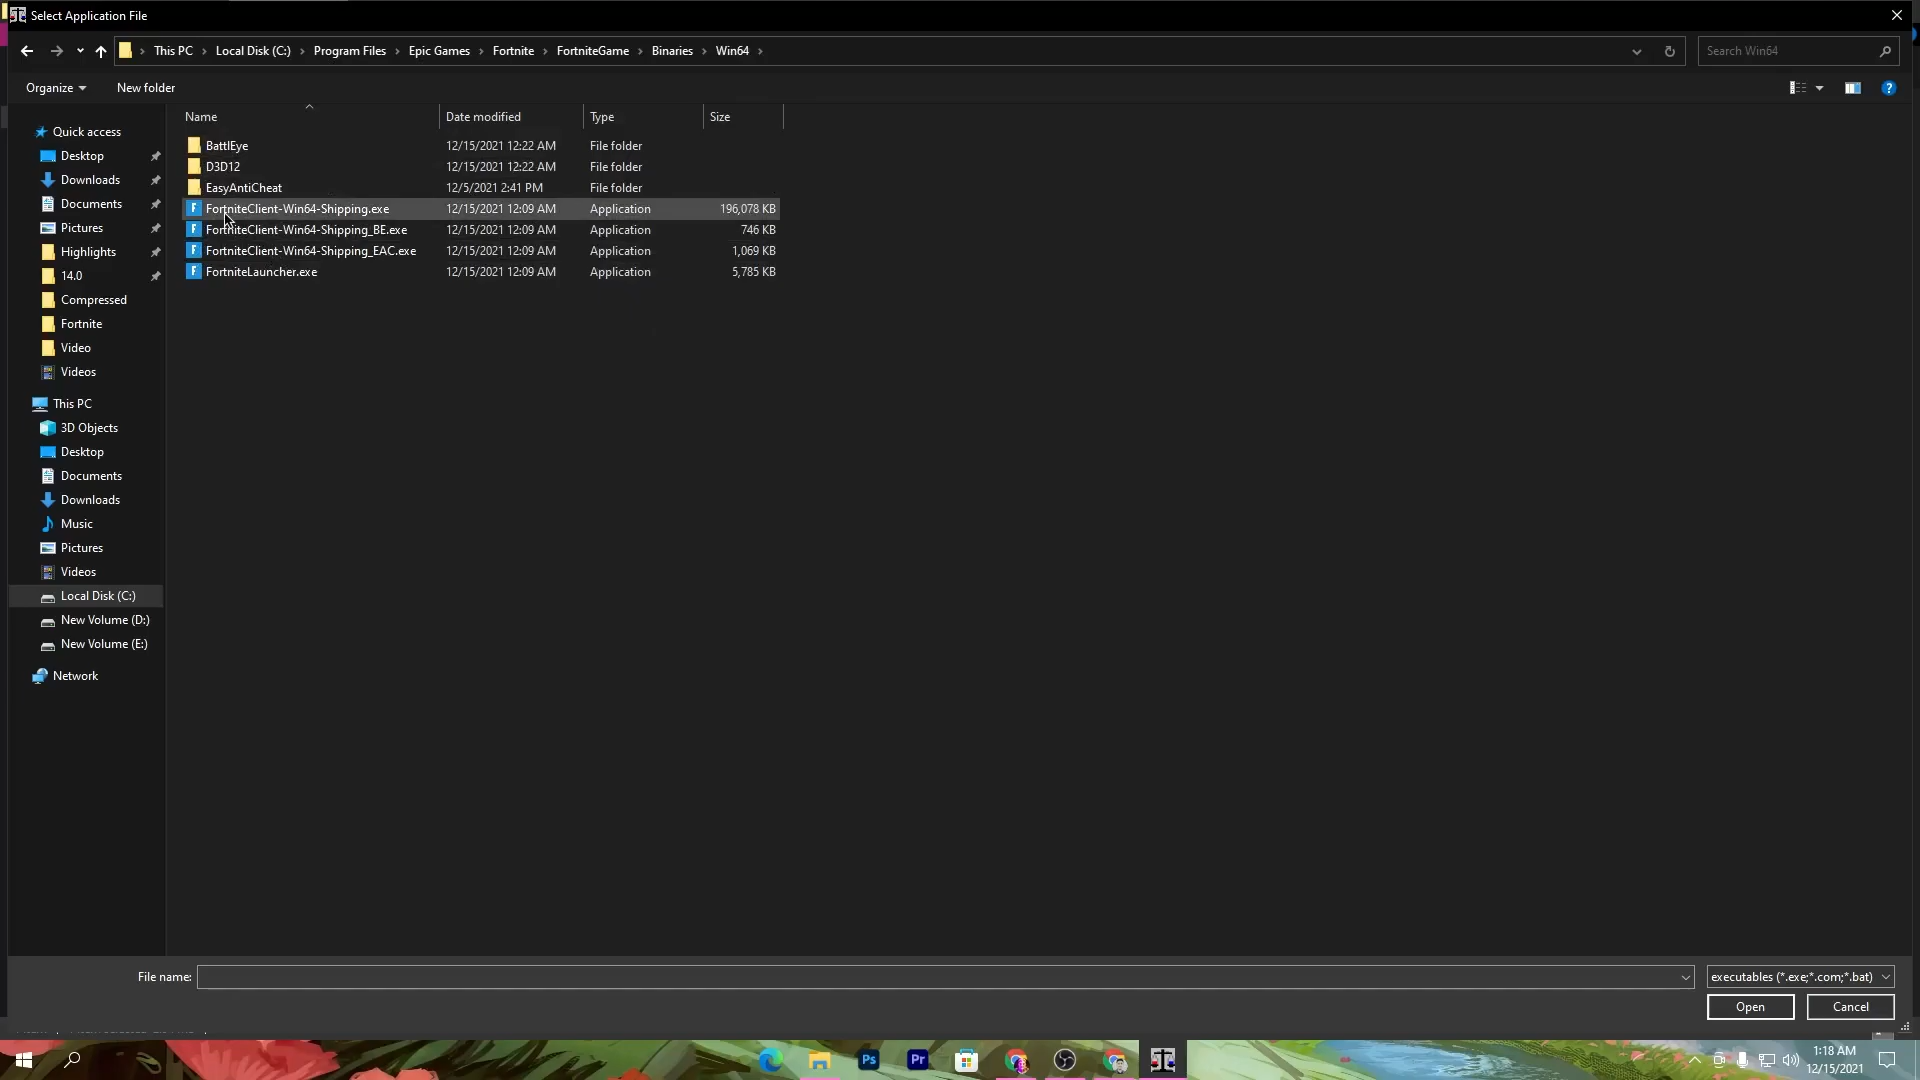 Select Application File
This PC > Local Disk (C:) > Program Files > Epic Games > Fortnite > FortniteGame > Binaries > Win64 >
Search Win64
Organize
New folder
Name
Date modified
Type
Size
BattlEye 12/15/2021 12:22 AM File folder
D3D12 12/15/2021 12:22 AM File folder
EasyAntiCheat 12/5/2021 2:41 PM File folder
FortniteClient-Win64-Shipping.exe 12/15/2021 12:09 AM Application 196,078 KB
FortniteClient-Win64-Shipping_BE.exe 12/15/2021 12:09 AM Application 746 KB
FortniteClient-Win64-Shipping_EAC.exe 12/15/2021 12:09 AM Application 1,069 KB
FortniteLauncher.exe 12/15/2021 12:09 AM Application 5,785 KB
Quick access
Desktop
Downloads
Documents
Pictures
Highlights
14.0
Compressed
Fortnite
Video
Videos
This PC
3D Objects
Desktop
Documents
Downloads
Music
Pictures
Videos
Local Disk (C:)
New Volume (D:)
New Volume (E:)
Network
File name:
executables (*.exe;*.com;*.bat)
Open
Cancel
Ps
Pr
1:18 AM
12/15/2021